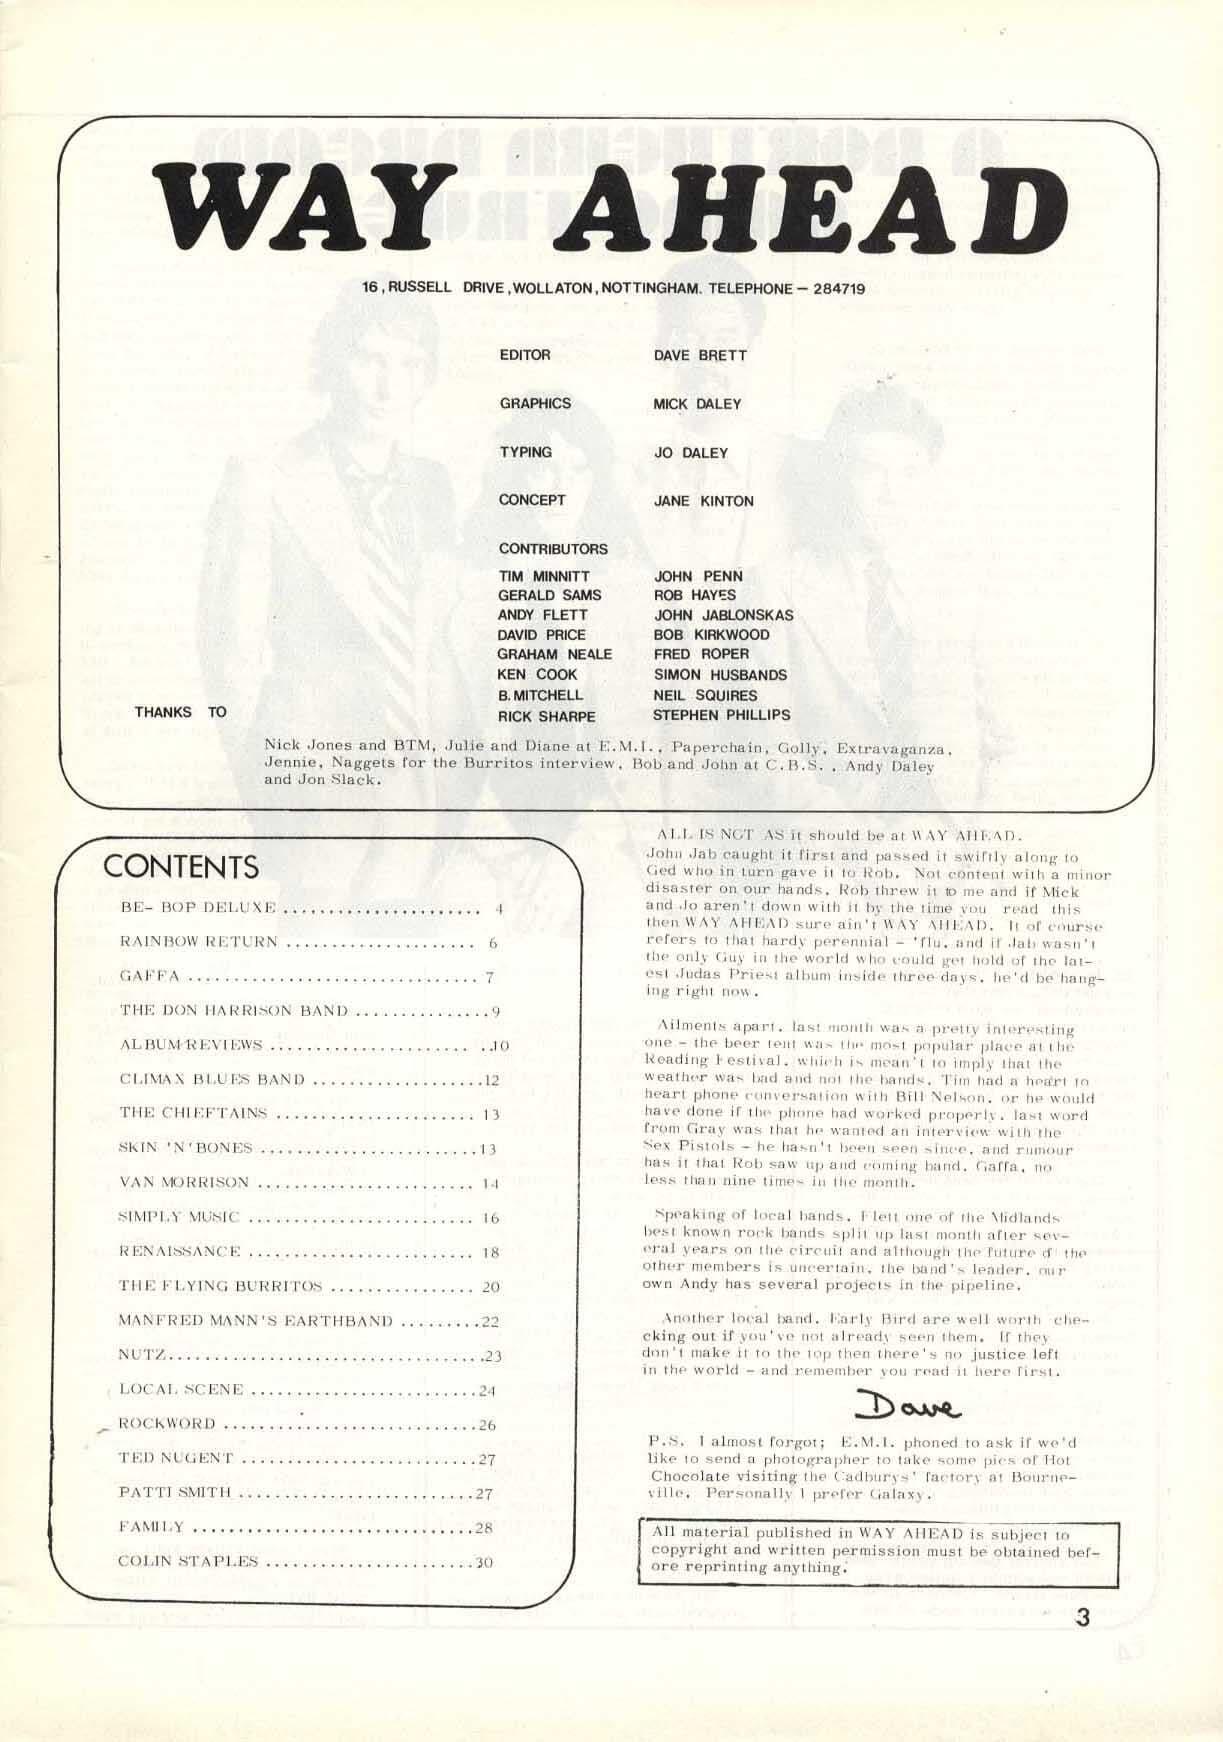 WAY AHEAD
16, RUSSELL DRIVE, WOLLATON, NOTTINGHAM. TELEPHONE — 284719
EDITOR DAVE BRETT
GRAPHICS MICK DALEY
TYPING JO DALEY
CONCEPT JANE KINTON
CONTRIBUTORS
TIM MINNITT JOHN PENN
GERALD SAMS ROB HAYES
ANDY FLETT JOHN JABLONSKAS
DAVID PRICE BOB KIRKWOOD
GRAHAM NEALE FRED ROPER
KEN COOK SIMON HUSBANDS
B. MITCHELL NEIL SQUIRES
RICK SHARPE STEPHEN PHILLIPS
THANKS TO
Nick Jones and BTM, Julie and Diane at E.M.I., Paperchain, Golly, Extravaganza,
Jennie, Naggets for the Burritos interview, Bob and John at C.B.S. , Andy Daley
and Jon Slack.
CONTENTS
BE- BOP DELUXE ...................... 4
RAINBOW RETURN ..................... 6
GAFFA ................................ 7
THE DON HARRISON BAND ...............9
ALBUM REVIEWS ...................... ..10
CLIMAX BLUES BAND ...................12
THE CHIEFTAINS ...................... 13
SKIN 'N' BONES ........................13
VAN MORRISON ........................ 14
SIMPLY MUSIC ......................... 16
RENAISSANCE ......................... 18
THE FLYING BURRITOS ................ 20
MANFRED MANN'S EARTHBAND .........22
NUTZ...................................23
LOCAL SCENE .........................24
ROCKWORD ............................26
TED NUGENT ..........................27
PATTI SMITH ..........................27
FAMILY ...............................28
COLIN STAPLES .......................30
ALL IS NOT AS it should be at WAY AHEAD.
John Jab caught it first and passed it swiftly along to
Ged who in turn gave it to Rob. Not content with a minor
disaster on our hands, Rob threw it to me and if Mick
and Jo aren't down with it by the time you read this
then WAY AHEAD sure ain't WAY AHEAD. It of course
refers to that hardy perennial - 'flu, and if Jab wasn't
the only Guy in the world who could get hold of the lat-
est Judas Priest album inside three days, he'd be hang-
ing right now.
Ailments apart, last month was a pretty interesting
one - the beer tent was the most popular place at the
Reading Festival, which is mean't to imply that the
weather was bad and not the bands. Tim had a heart to
heart phone conversation with Bill Nelson, or he would
have done if the phone had worked properly, last word
from Gray was that he wanted an interview with the
Sex Pistols - he hasn't been seen since, and rumour
has it that Rob saw up and coming band, Gaffa, no
less than nine times in the month.
Speaking of local bands, Flett one of the Midlands
best known rock bands split up last month after sev-
eral years on the circuit and although the future of the
other members is uncertain, the band's leader, our
own Andy has several projects in the pipeline.
Another local band, Early Bird are well worth che-
cking out if you've not already seen them. If they
don't make it to the top then there's no justice left
in the world - and remember you read it here first.
Dave
P.S. I almost forgot; E.M.I. phoned to ask if we'd
like to send a photographer to take some pics of Hot
Chocolate visiting the Cadburys' factory at Bourne-
ville. Personally I prefer Galaxy.
All material published in WAY AHEAD is subject to
copyright and written permission must be obtained bef-
ore reprinting anything.
3